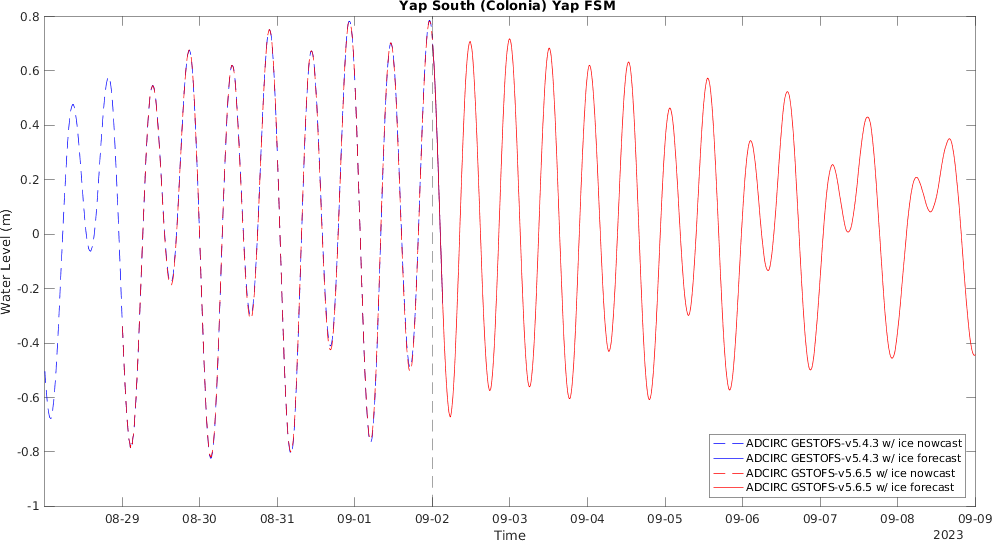 Yap South (Colonia) Yap FSM
Water Level (m)
0.8
0.6
0.4
0.2
0
-0.2
-0.4
-0.6
-0.8
-1
ADCIRC GESTOFS-v5.4.3 w/ ice nowcast
ADCIRC GESTOFS-v5.4.3 w/ ice forecast
ADCIRC GSTOFS-v5.6.5 w/ ice nowcast
ADCIRC GSTOFS-v5.6.5 w/ ice forecast
08-29 08-30 08-31 09-01 09-02 09-03 09-04 09-05 09-06 09-07 09-08 09-09
Time
2023